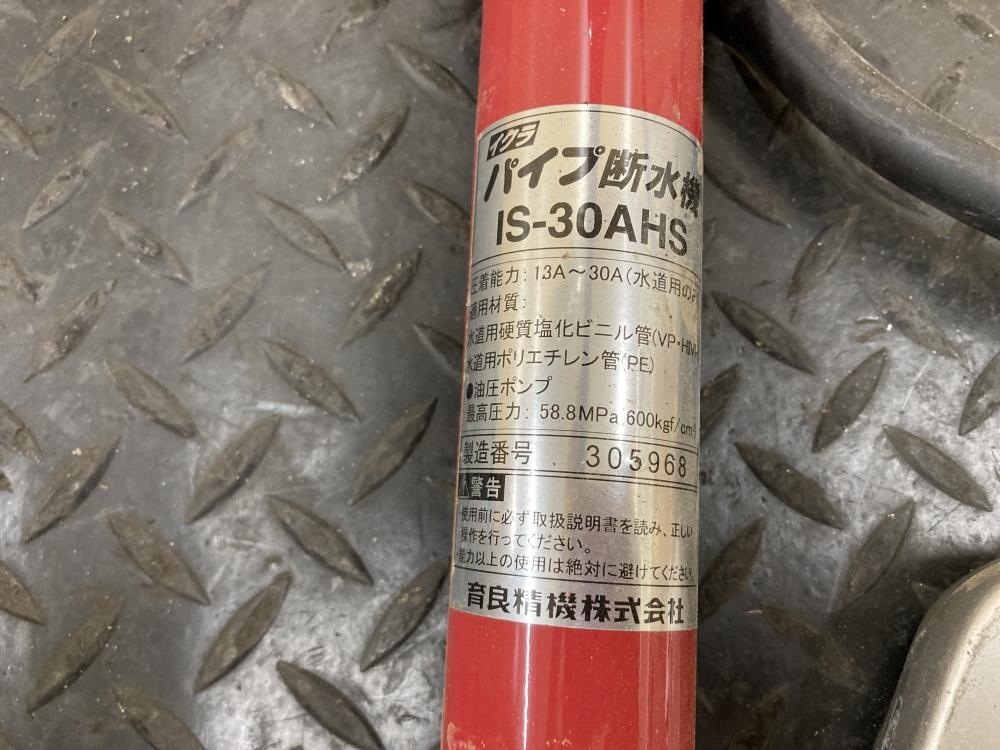 イクラ
パイプ断水機
IS-30AHS
圧着能力: 13A～30A(水道用のみ
適用材質:
水道用硬質塩化ビニル管(VP・HIVP
水道用ポリエチレン管(PE)
●油圧ポンプ
最高圧力: 58.8MPa(600kgf/cm²
製造番号 305968
警告
・使用前に必ず取扱説明書を読み、正しい
操作を行ってください。
・能力以上の使用は絶対に避けてください。
育良精機株式会社